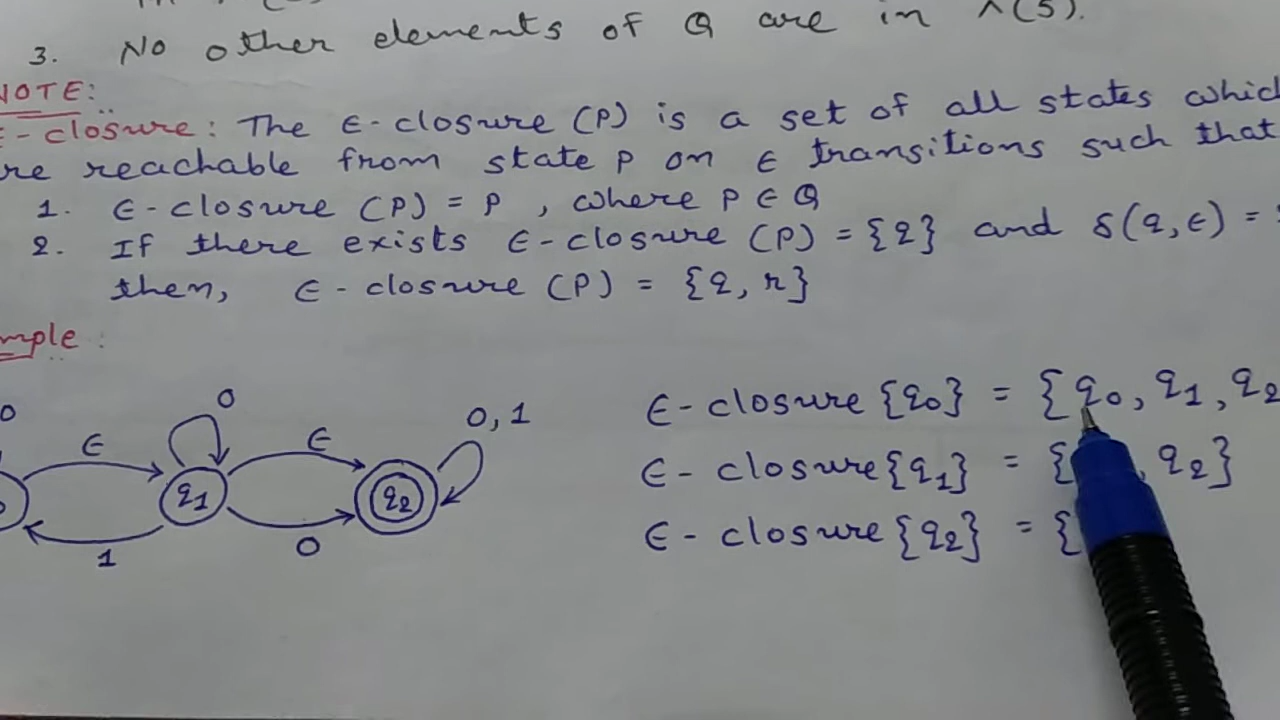 3. No other elements of Q are in λ(S).
NOTE:
ε-closure: The ε-closure (P) is a set of all states which
are reachable from state P on ε transitions such that
1. ε-closure (P) = P, where P ∈ Q
2. If there exists ε-closure (P) = {q} and δ(q,ε) =
then, ε-closure (P) = {q, r}
mple:
0
ε
0
ε
0,1
q1
q2
1
0
ε-closure {q0} = {q0, q1, q2
ε-closure {q1} = { , q2}
ε-closure {q2} = {